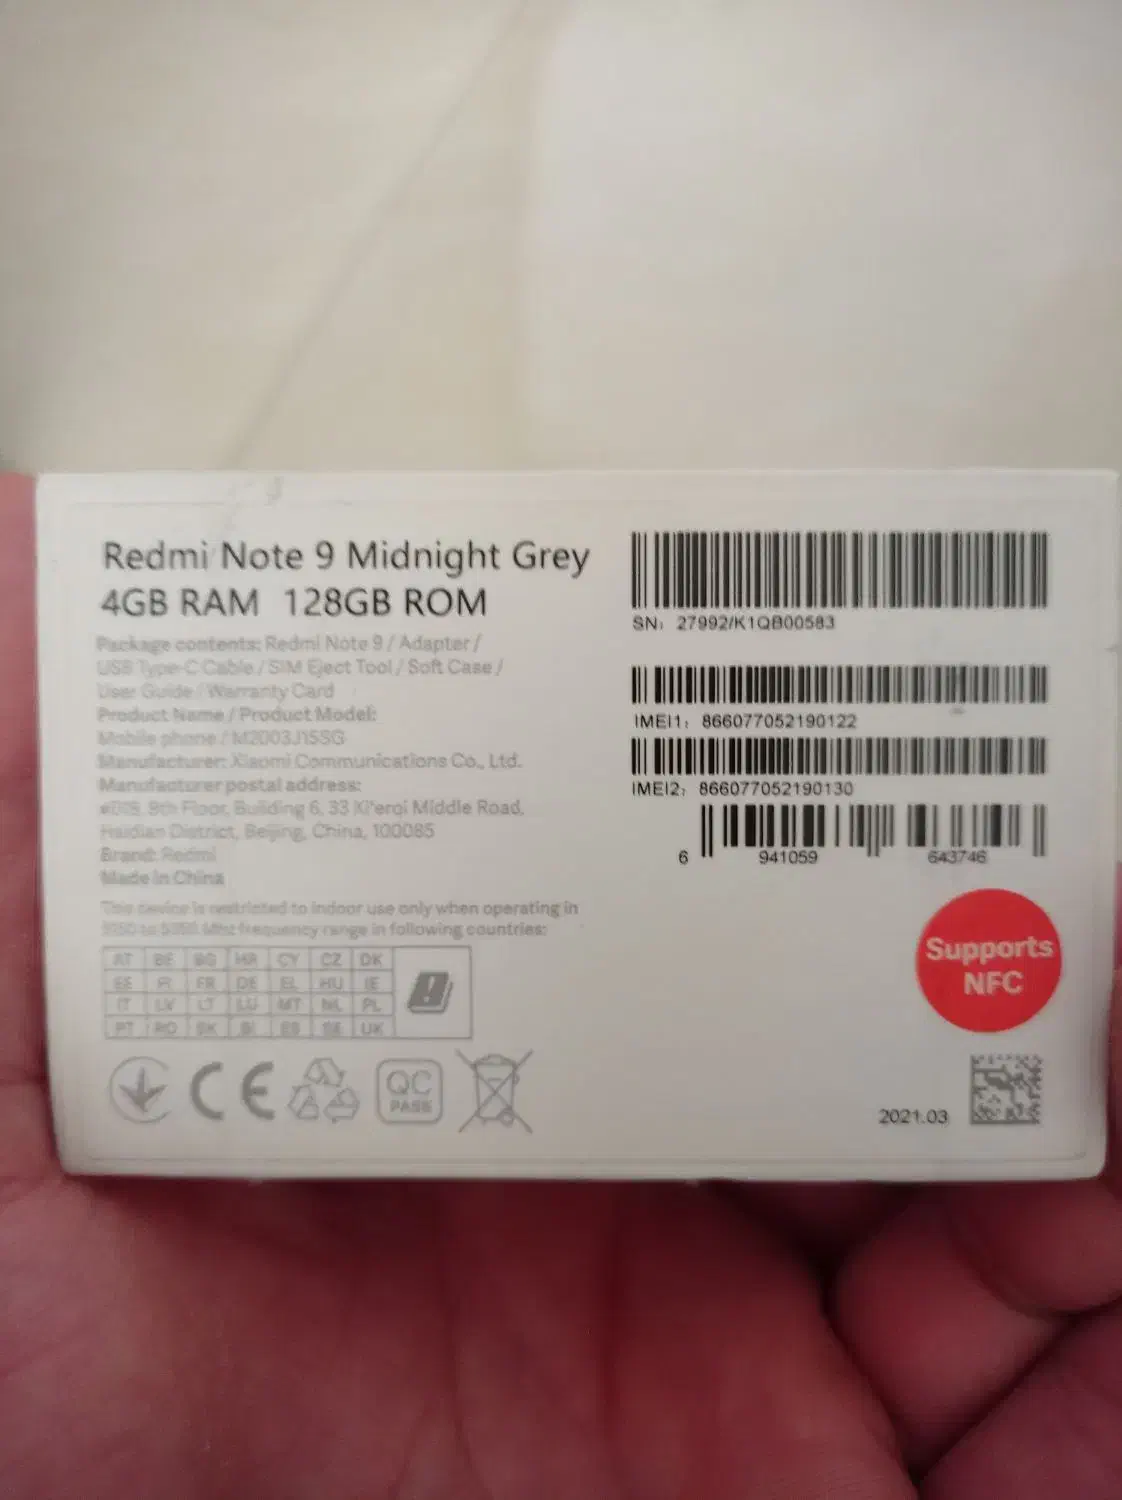 Redmi Note 9 Midnight Grey
4GB RAM 128GB ROM
Package contents: Redmi Note 9 / Adapter /
USB Type-C Cable / SIM Eject Tool / Soft Case /
User Guide / Warranty Card
Product Name / Product Model:
Mobile phone / M2003J15SG
Manufacturer: Xiaomi Communications Co., Ltd.
Manufacturer postal address:
9th Floor, Building 6, 33 Xi'erqi Middle Road,
Haidian District, Beijing, China, 100085
Brand: Redmi
Made in China
This device is restricted to indoor use only when operating in
5150 to 5350 Mhz frequency range in following countries:
AT BE BG HR CY CZ DK
EE FI FR DE EL HU IE
IT LV LT LU MT NL PL
PT RO SK SI ES SE UK
CE
QC
PASS
SN: 27992/K1QB00583
IMEI1: 866077052190122
IMEI2: 866077052190130
6 941059 643746
Supports
NFC
2021.03